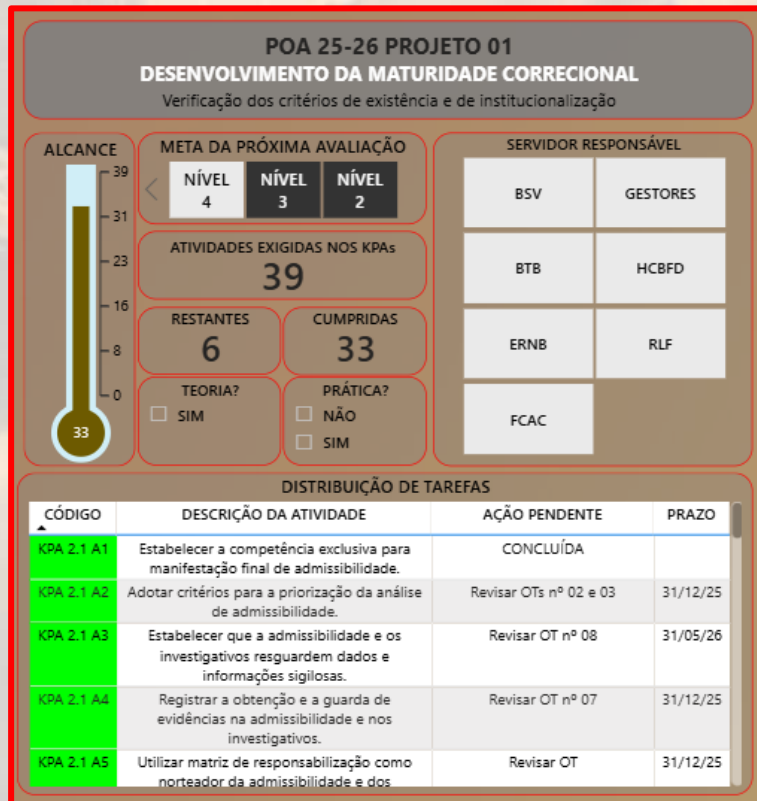 POA 25-26 PROJETO 01
DESENVOLVIMENTO DA MATURIDADE CORRECIONAL
Verificação dos critérios de existência e de institucionalização
ALCANCE
39
31
23
16
8
0
33
META DA PRÓXIMA AVALIAÇÃO
NÍVEL
4
NÍVEL
3
NÍVEL
2
ATIVIDADES EXIGIDAS NOS KPAs
39
RESTANTES
6
CUMPRIDAS
33
TEORIA?
SIM
PRÁTICA?
NÃO
SIM
SERVIDOR RESPONSÁVEL
BSV
GESTORES
BTB
HCBFD
ERNB
RLF
FCAC
DISTRIBUIÇÃO DE TAREFAS
CÓDIGO DESCRIÇÃO DA ATIVIDADE AÇÃO PENDENTE PRAZO
KPA 2.1 A1 Estabelecer a competência exclusiva para CONCLUÍDA
manifestação final de admissibilidade.
KPA 2.1 A2 Adotar critérios para a priorização da análise Revisar OTs nº 02 e 03 31/12/25
de admissibilidade.
KPA 2.1 A3 Estabelecer que a admissibilidade e os Revisar OT nº 08 31/05/26
investigativos resguardem dados e
informações sigilosas.
KPA 2.1 A4 Registrar a obtenção e a guarda de Revisar OT nº 07 31/12/25
evidências na admissibilidade e nos
investigativos.
KPA 2.1 A5 Utilizar matriz de responsabilização como Revisar OT 31/12/25
norteador da admissibilidade e dos